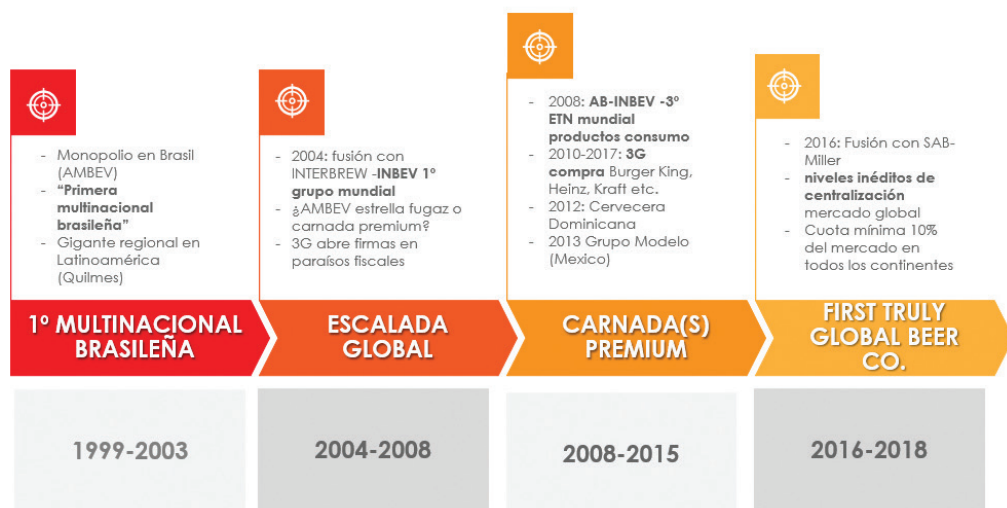 - Monopolio en Brasil
(AMBEV)
- “Primera
multinacional
brasileña”
- Gigante regional en
Latinoamérica
(Quilmes)
1º MULTINACIONAL
BRASILEÑA
1999-2003
- 2004: fusión con
INTERBREW -INBEV 1º
grupo mundial
- ¿AMBEV estrella fugaz o
carnada premium?
- 3G abre firmas en
paraísos fiscales
ESCALADA
GLOBAL
2004-2008
- 2008: AB-INBEV -3º
ETN mundial
productos consumo
- 2010-2017: 3G
compra Burger King,
Heinz, Kraft etc.
- 2012: Cervecera
Dominicana
- 2013 Grupo Modelo
(Mexico)
CARNADA(S)
PREMIUM
2008-2015
- 2016: Fusión con SAB-
Miller
- niveles inéditos de
centralización
mercado global
- Cuota mínima 10%
del mercado en
todos los continentes
FIRST TRULY
GLOBAL BEER
CO.
2016-2018